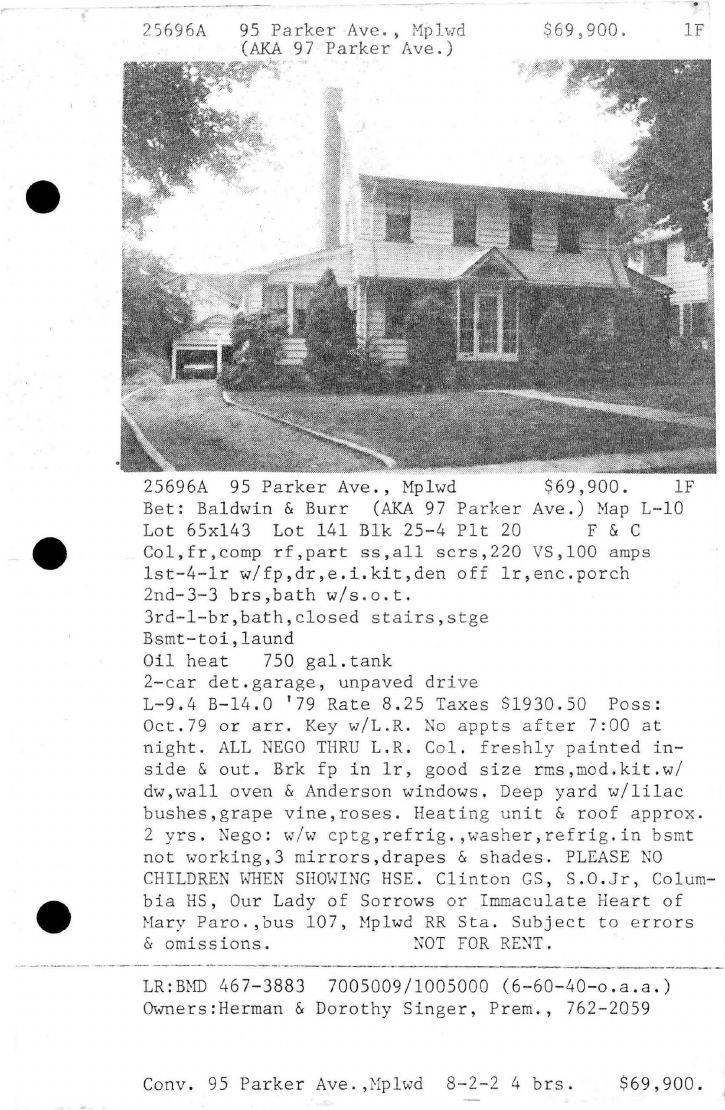 25696A 95 Parker Ave., Mplwd $69,900. 1F
(AKA 97 Parker Ave.)
25696A 95 Parker Ave., Mplwd $69,900. 1F
Bet: Baldwin & Burr (AKA 97 Parker Ave.) Map L-10
Lot 65x143 Lot 141 Blk 25-4 Plt 20 F & C
Col,fr,comp rf,part ss,all scrs,220 VS,100 amps
1st-4-lr w/fp,dr,e.i.kit,den off lr,enc.porch
2nd-3-3 brs,bath w/s.o.t.
3rd-1-br,bath,closed stairs,stge
Bsmt-toi,laund
Oil heat 750 gal.tank
2-car det.garage, unpaved drive
L-9.4 B-14.0 '79 Rate 8.25 Taxes $1930.50 Poss:
Oct.79 or arr. Key w/L.R. No appts after 7:00 at
night. ALL NEGO THRU L.R. Col. freshly painted in-
side & out. Brk fp in lr, good size rms,mod.kit.w/
dw,wall oven & Anderson windows. Deep yard w/lilac
bushes,grape vine,roses. Heating unit & roof approx.
2 yrs. Nego: w/w cptg,refrig.,washer,refrig.in bsmt
not working,3 mirrors,drapes & shades. PLEASE NO
CHILDREN WHEN SHOWING HSE. Clinton GS, S.O.Jr, Colum-
bia HS, Our Lady of Sorrows or Immaculate Heart of
Mary Paro.,bus 107, Mplwd RR Sta. Subject to errors
& omissions. NOT FOR RENT.
LR:BMD 467-3883 7005009/1005000 (6-60-40-o.a.a.)
Owners:Herman & Dorothy Singer, Prem., 762-2059
Conv. 95 Parker Ave.,Mplwd 8-2-2 4 brs. $69,900.